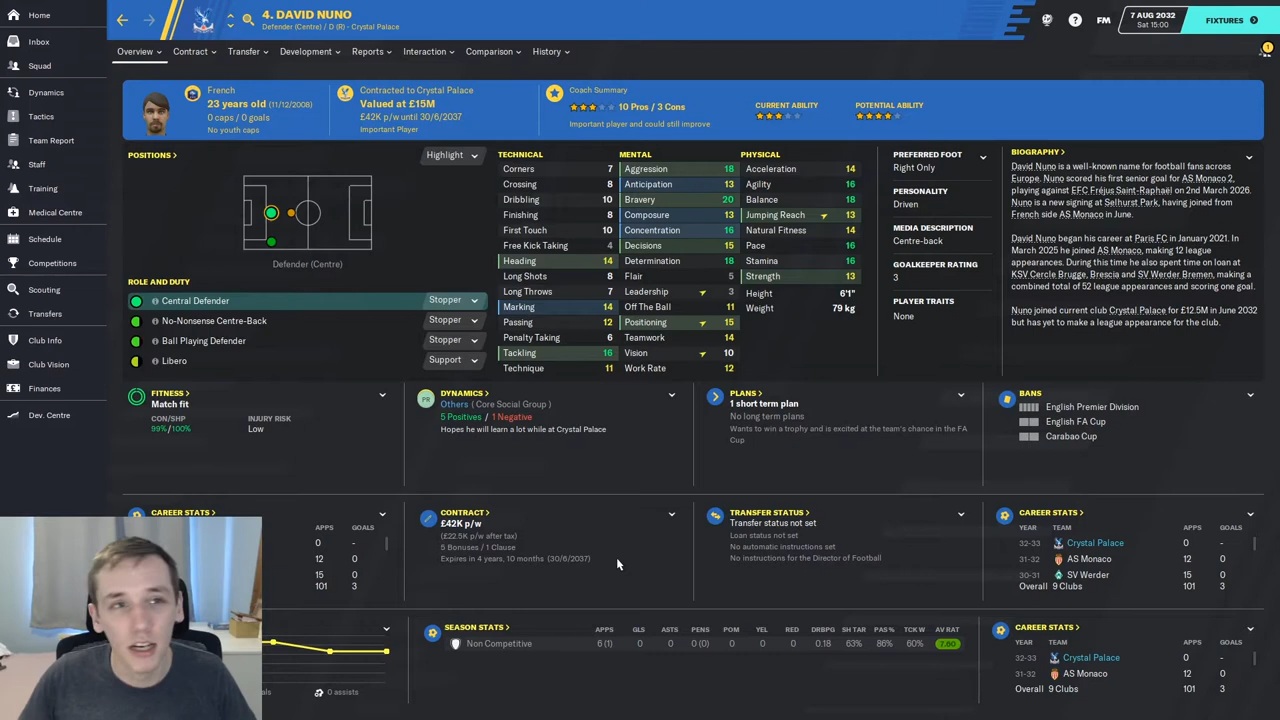 Home
Inbox
Squad
Dynamics
Tactics
Team Report
Staff
Training
Medical Centre
Schedule
Competitions
Scouting
Transfers
Club Info
Club Vision
Finances
Dev. Centre
4. DAVID NUNO
Defender (Centre) / D (R) - Crystal Palace
FM
7 AUG 2032
Sat 15:00
FIXTURES
1
Overview
Contract
Transfer
Development
Reports
Interaction
Comparison
History
French
23 years old (11/12/2008)
0 caps / 0 goals
No youth caps
Contracted to Crystal Palace
Valued at £15M
£42K p/w until 30/6/2037
Important Player
Coach Summary
10 Pros / 3 Cons
Important player and could still improve
CURRENT ABILITY
POTENTIAL ABILITY
POSITIONS
Highlight
Defender (Centre)
ROLE AND DUTY
Central Defender Stopper
No-Nonsense Centre-Back Stopper
Ball Playing Defender Stopper
Libero Support
TECHNICAL
Corners 7
Crossing 8
Dribbling 10
Finishing 8
First Touch 10
Free Kick Taking 4
Heading 14
Long Shots 8
Long Throws 7
Marking 14
Passing 12
Penalty Taking 6
Tackling 16
Technique 11
MENTAL
Aggression 18
Anticipation 13
Bravery 20
Composure 13
Concentration 16
Decisions 15
Determination 18
Flair 5
Leadership 3
Off The Ball 11
Positioning 15
Teamwork 14
Vision 10
Work Rate 12
PHYSICAL
Acceleration 14
Agility 16
Balance 18
Jumping Reach 13
Natural Fitness 14
Pace 16
Stamina 16
Strength 13
Height 6'1"
Weight 79 kg
PREFERRED FOOT
Right Only
PERSONALITY
Driven
MEDIA DESCRIPTION
Centre-back
GOALKEEPER RATING
3
PLAYER TRAITS
None
BIOGRAPHY
David Nuno is a well-known name for football fans across
Europe. Nuno scored his first senior goal for AS Monaco 2,
playing against EFC Fréjus Saint-Raphaël on 2nd March 2026.
Nuno is a new signing at Selhurst Park, having joined from
French side AS Monaco in June.
David Nuno began his career at Paris FC in January 2021. In
March 2025 he joined AS Monaco, making 12 league
appearances. During this time he also spent time on loan at
KSV Cercle Brugge, Brescia and SV Werder Bremen, making a
combined total of 52 league appearances and scoring one goal.
Nuno joined current club Crystal Palace for £12.5M in June 2032
but has yet to make a league appearance for the club.
FITNESS
Match fit
CON/SHP
99%/100%
INJURY RISK
Low
PR
DYNAMICS
Others ( Core Social Group )
5 Positives / 1 Negative
Hopes he will learn a lot while at Crystal Palace
PLANS
1 short term plan
No long term plans
Wants to win a trophy and is excited at the team's chance in the FA
Cup
BANS
English Premier Division
English FA Cup
Carabao Cup
CAREER STATS
APPS GOALS
0 -
12 0
15 0
101 3
CONTRACT
£42K p/w
(£22.5K p/w after tax)
5 Bonuses / 1 Clause
Expires in 4 years, 10 months (30/6/2037)
TRANSFER STATUS
Transfer status not set
Loan status not set
No automatic instructions set
No instructions for the Director of Football
CAREER STATS
YEAR TEAM APPS GOALS
32-33 Crystal Palace 0 -
31-32 AS Monaco 12 0
30-31 SV Werder 15 0
Overall 9 Clubs 101 3
0 assists
SEASON STATS APPS GLS ASTS PENS POM YEL RED DRBPG SH TAR PAS% TCK W AV RAT
Non Competitive 6 (1) 0 0 0 (0) 0 0 0 0.18 63% 86% 60% 7.60
CAREER STATS
YEAR TEAM APPS GOALS
32-33 Crystal Palace 0 -
31-32 AS Monaco 12 0
Overall 9 Clubs 101 3